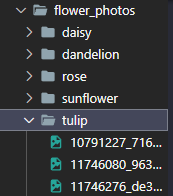 flower_photos
daisy
dandelion
rose
sunflower
tulip
10791227_716...
11746080_963...
11746276_de3...